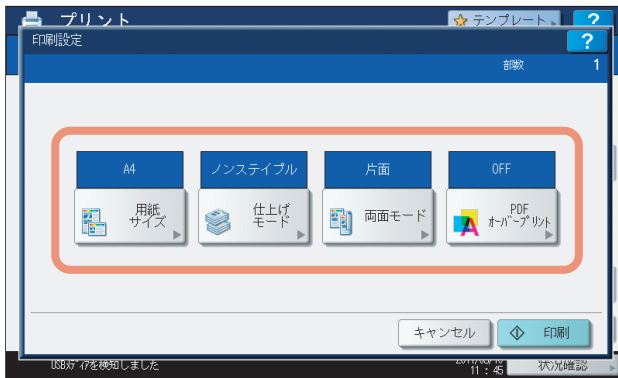 プリント
テンプレート
?
印刷設定
?
部数 1
A4
用紙
サイズ
ノンステイプル
仕上げ
モード
片面
両面モード
OFF
PDF
オーバープリント
キャンセル
印刷
USBメディアを検知しました
11 : 45
状況確認